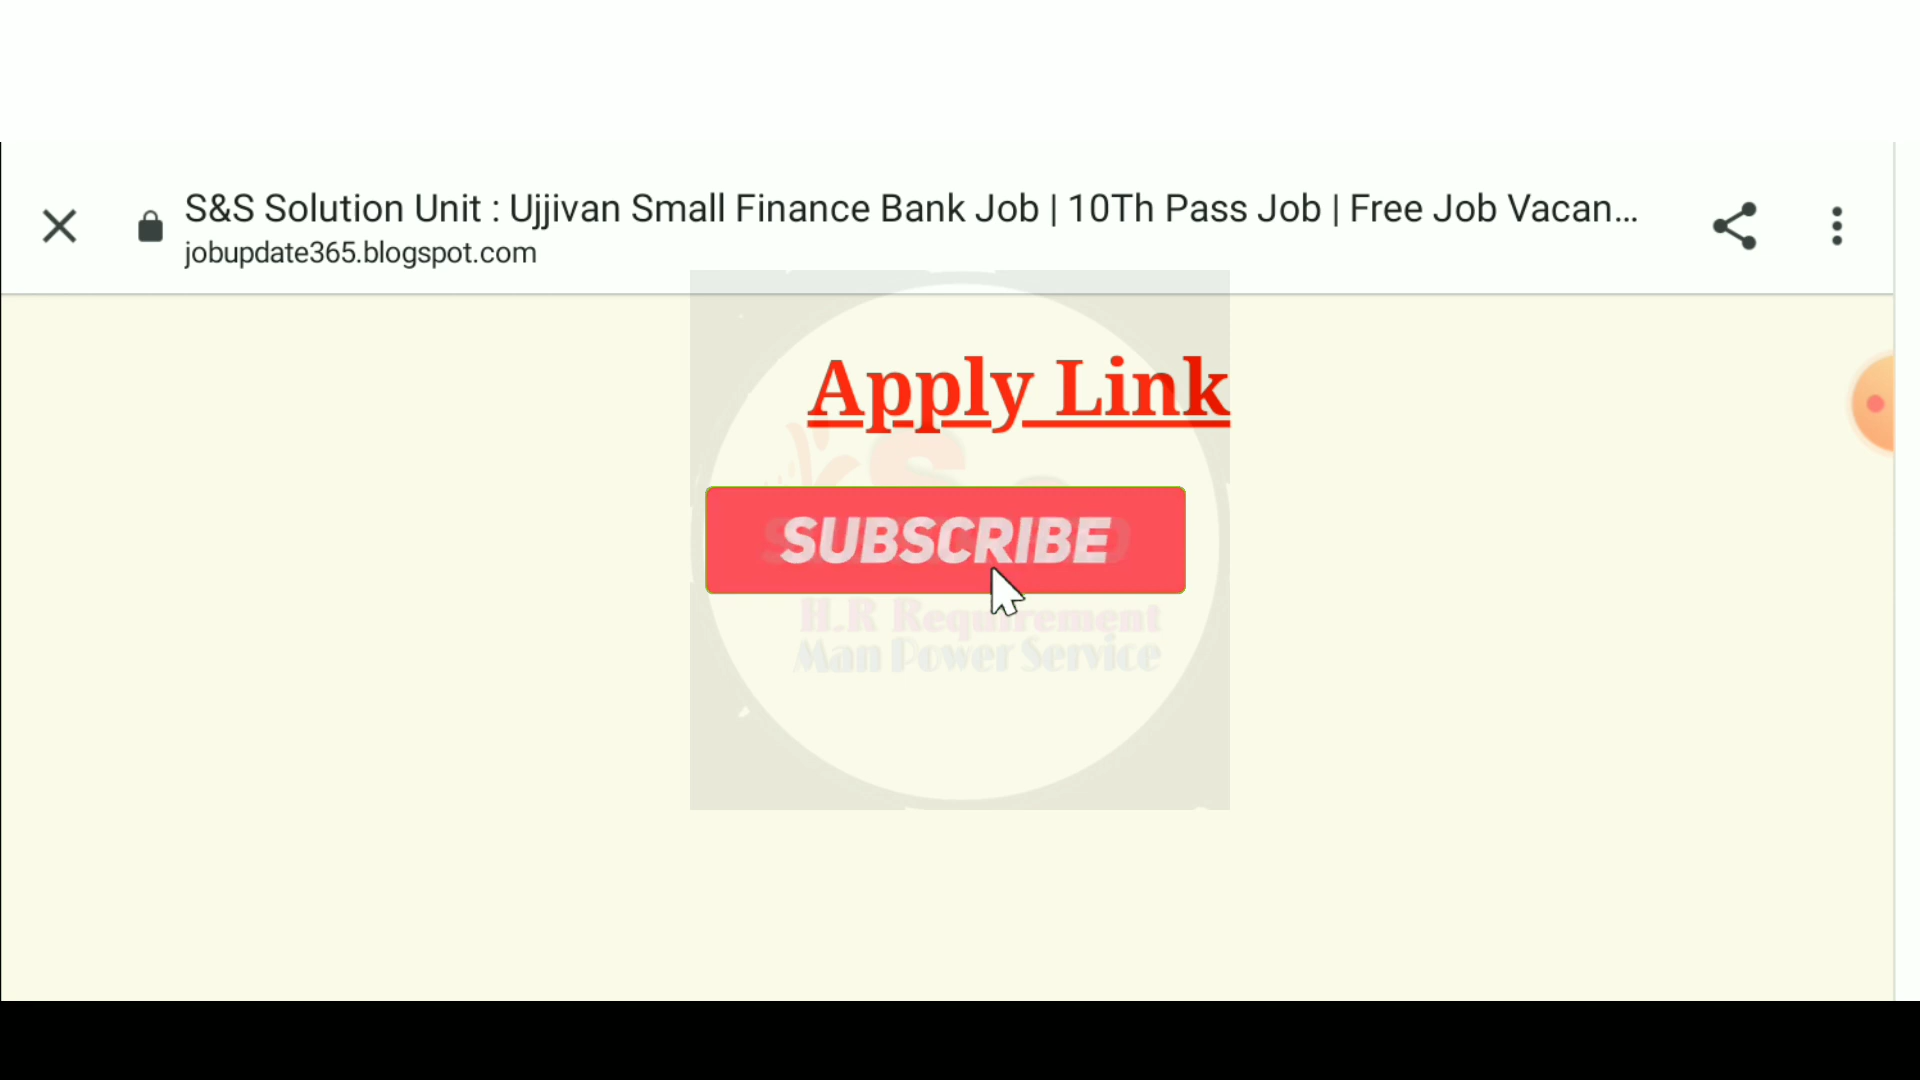 S&S Solution Unit : Ujjivan Small Finance Bank Job | 10Th Pass Job | Free Job Vacan...
jobupdate365.blogspot.com
Apply Link
SUBSCRIBE
H.R Requirement
Man Power Service